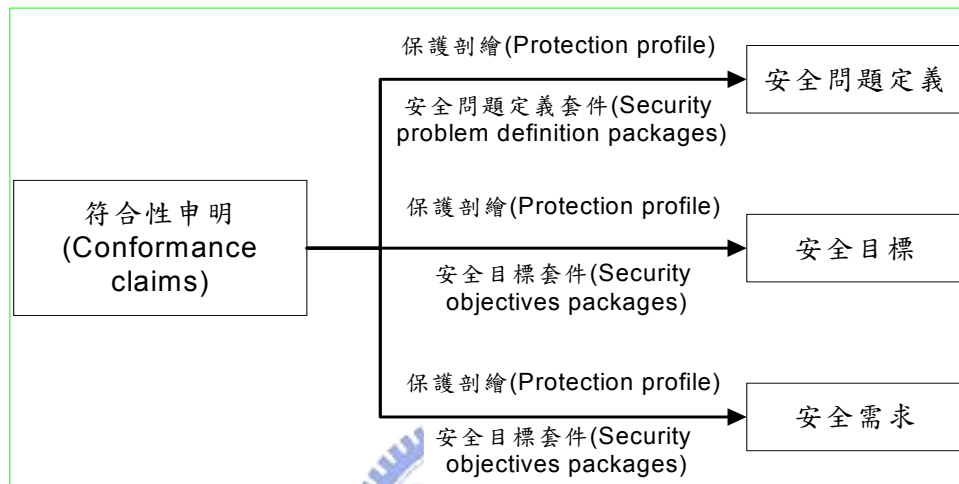 保護剖繪(Protection profile)
安全問題定義
安全問題定義套件(Security
problem definition packages)
符合性申明
(Conformance
claims)
保護剖繪(Protection profile)
安全目標
安全目標套件(Security
objectives packages)
保護剖繪(Protection profile)
安全需求
安全目標套件(Security
objectives packages)